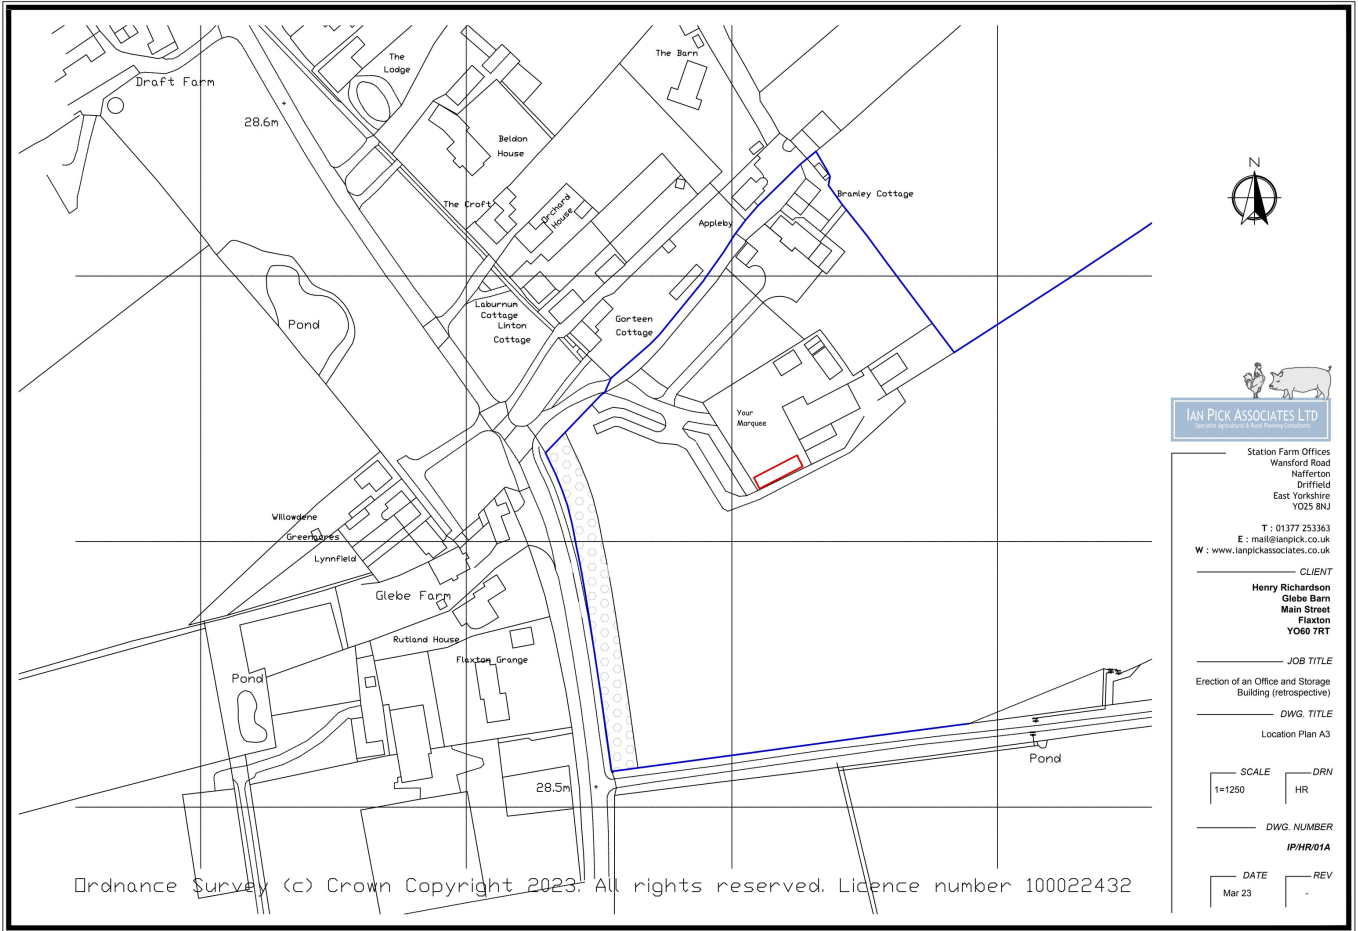 The
Lodge
The Barn
Draft Farm
28.6m
Beldon
House
Bramley Cottage
The Croft
Orchard
House
Appleby
Laburnum
Cottage
Linton
Cottage
Gorteen
Cottage
Pond
Your
Marquee
Willowdene
Greenacres
Lynnfield
Glebe Farm
Rutland House
Flaxton Grange
Pond
28.5m
Pond
Ordnance Survey (c) Crown Copyright 2023. All rights reserved. Licence number 100022432
N
IAN PICK ASSOCIATES LTD
Specialist Agricultural & Rural Planning Consultants
Station Farm Offices
Wansford Road
Nafferton
Driffield
East Yorkshire
YO25 8NJ
T : 01377 253363
E : mail@ianpick.co.uk
W : www.ianpickassociates.co.uk
CLIENT
Henry Richardson
Glebe Barn
Main Street
Flaxton
YO60 7RT
JOB TITLE
Erection of an Office and Storage
Building (retrospective)
DWG. TITLE
Location Plan A3
SCALE DRN
1=1250 HR
DWG. NUMBER
IP/HR/01A
DATE REV
Mar 23 -